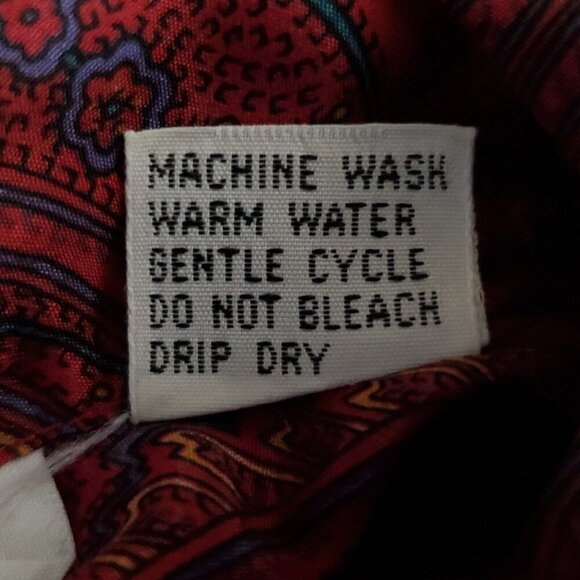 MACHINE WASH
WARM WATER
GENTLE CYCLE
DO NOT BLEACH
DRIP DRY